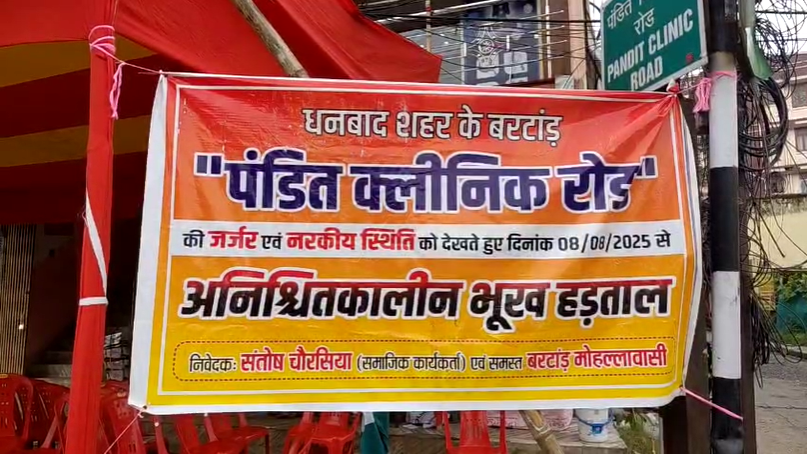 पंडित
रोड
PANDIT CLINIC
ROAD
धनबाद शहर के बरटांड़
"पंडित क्लीनिक रोड"
की जर्जर एवं नरकीय स्थिति को देखते हुए दिनांक 08/08/2025 से
अनिश्चितकालीन भूख हड़ताल
निवेदकः संतोष चौरसिया (समाजिक कार्यकर्ता) एवं समस्त बरटांड़ मोहल्लावासी